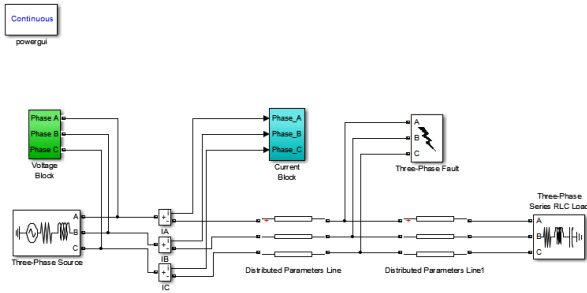 Continuous
powergui
Phase A
Phase B
Phase C
Voltage
Block
Phase_A
Phase_B
Phase_C
Current
Block
A
B
C
Three-Phase Fault
A
B
C
Three-Phase Source
+ i
-
IA
+ i
-
IB
+ i
-
IC
Distributed Parameters Line
Distributed Parameters Line1
Three-Phase
Series RLC Load
A
B
C